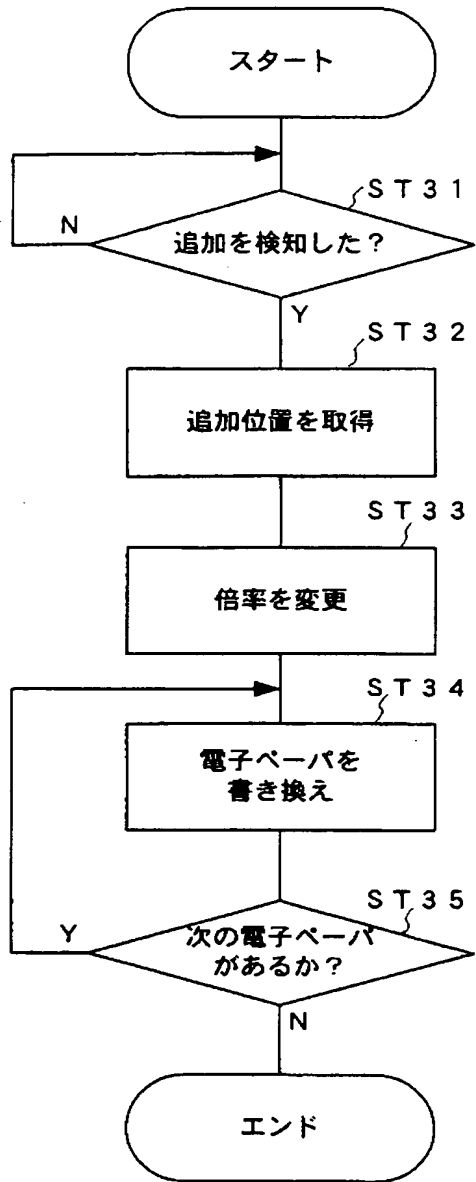 スタート
ＳＴ３１
Ｎ
追加を検知した？
Ｙ
ＳＴ３２
追加位置を取得
ＳＴ３３
倍率を変更
ＳＴ３４
電子ペーパを
書き換え
ＳＴ３５
Ｙ
次の電子ペーパ
があるか？
Ｎ
エンド